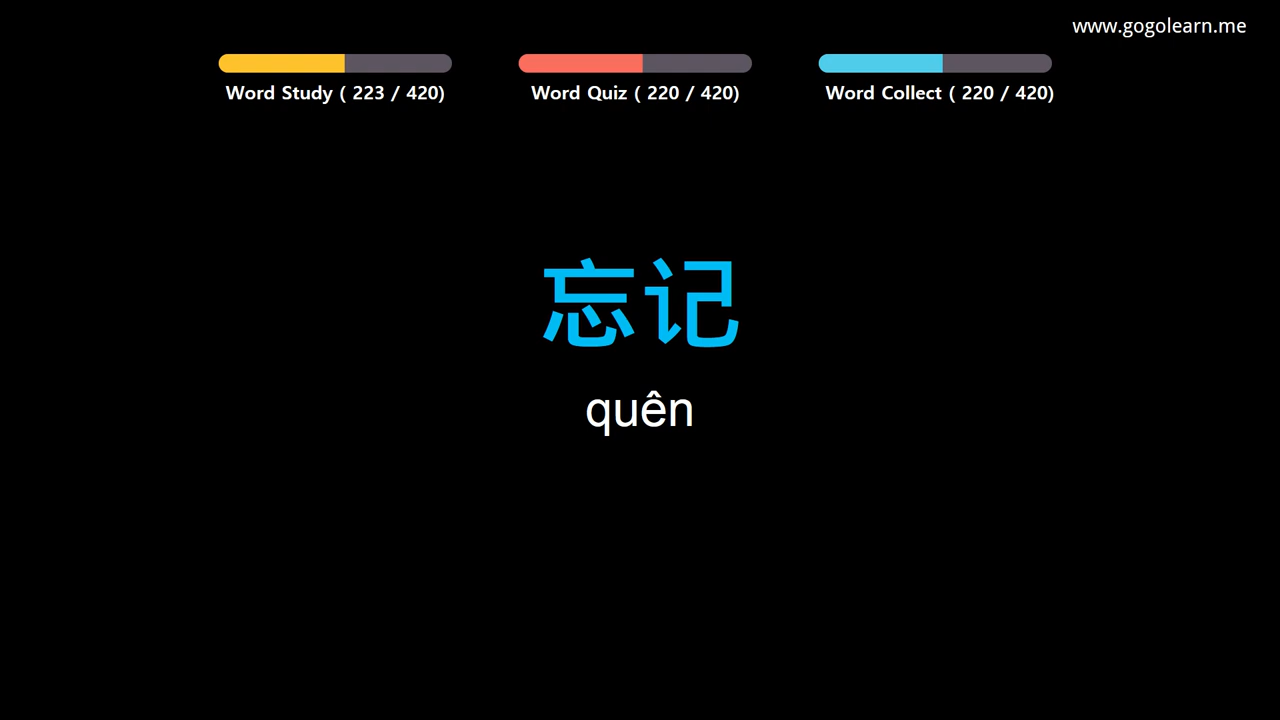 www.gogolearn.me
Word Study ( 223 / 420)
Word Quiz ( 220 / 420)
Word Collect ( 220 / 420)
忘记
quên